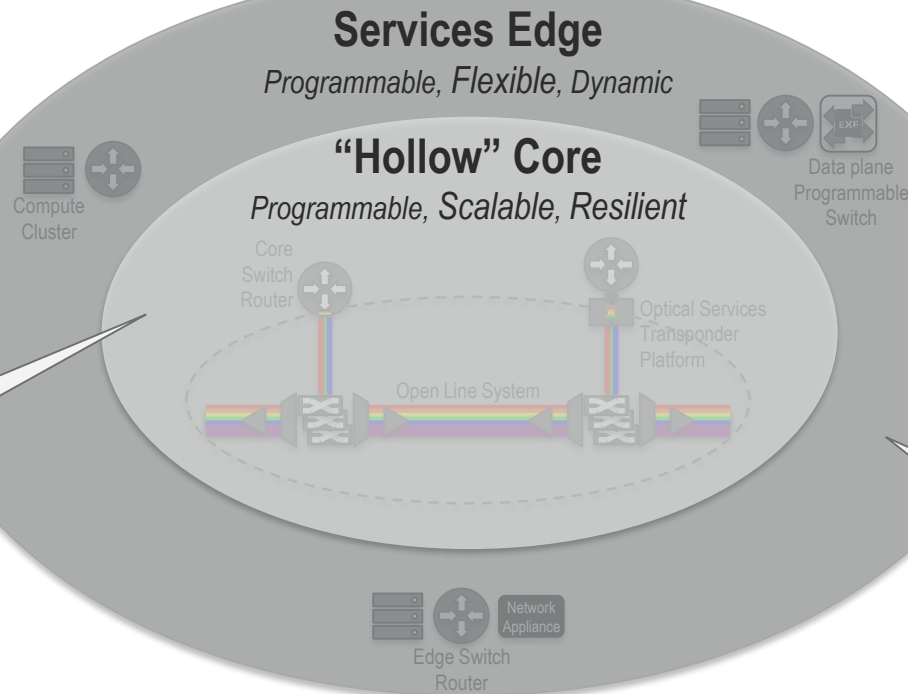 Services Edge
Programmable, Flexible, Dynamic
“Hollow” Core
Programmable, Scalable, Resilient
EXF
Data plane
Programmable
Switch
Compute
Cluster
Core
Switch
Router
Optical Services
Transponder
Platform
Open Line System
Network
Appliance
Edge Switch
Router